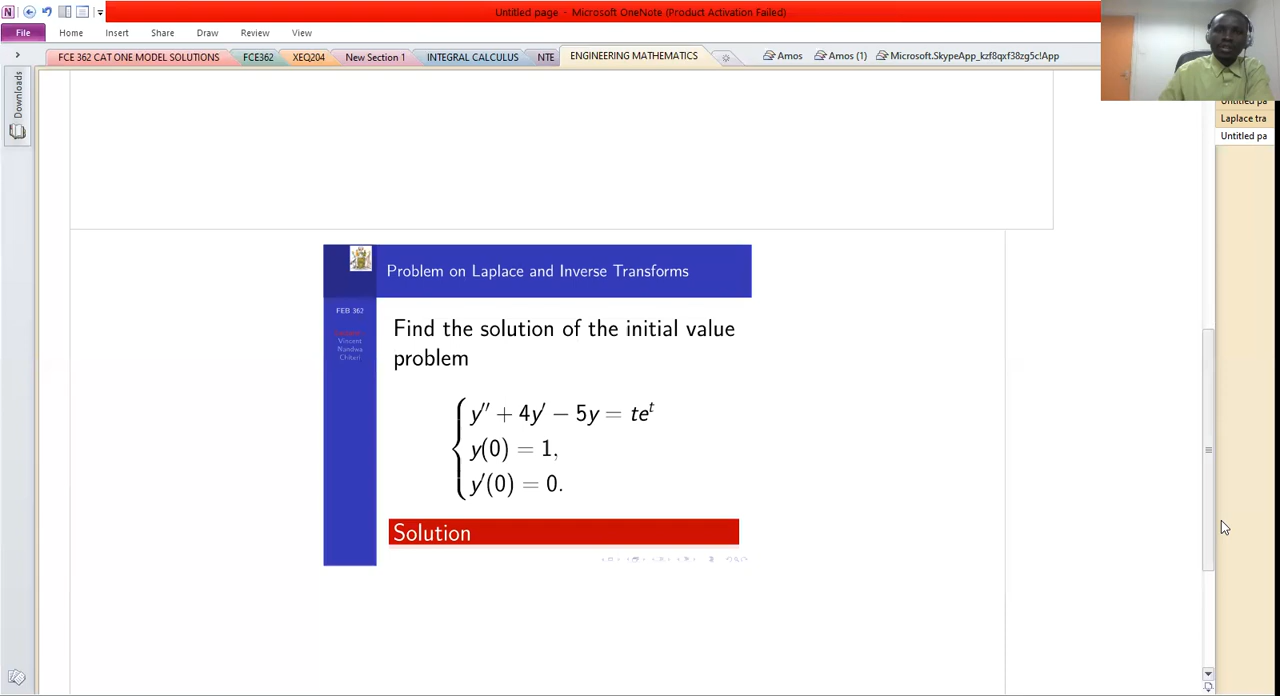 Untitled page - Microsoft OneNote (Product Activation Failed)
File Home Insert Share Draw Review View
FCE 362 CAT ONE MODEL SOLUTIONS FCE362 XEQ204 New Section 1 INTEGRAL CALCULUS NTE ENGINEERING MATHEMATICS Amos Amos (1) Microsoft.SkypeApp_kzf8qxf38zg5c!App
Downloads
Untitled pa
Laplace tra
Untitled pa
Problem on Laplace and Inverse Transforms
FEB 362
Vincent
Nandwa
Chitari
Find the solution of the initial value
problem
y″ + 4y′ − 5y = teᵗ
y(0) = 1,
y′(0) = 0.
Solution